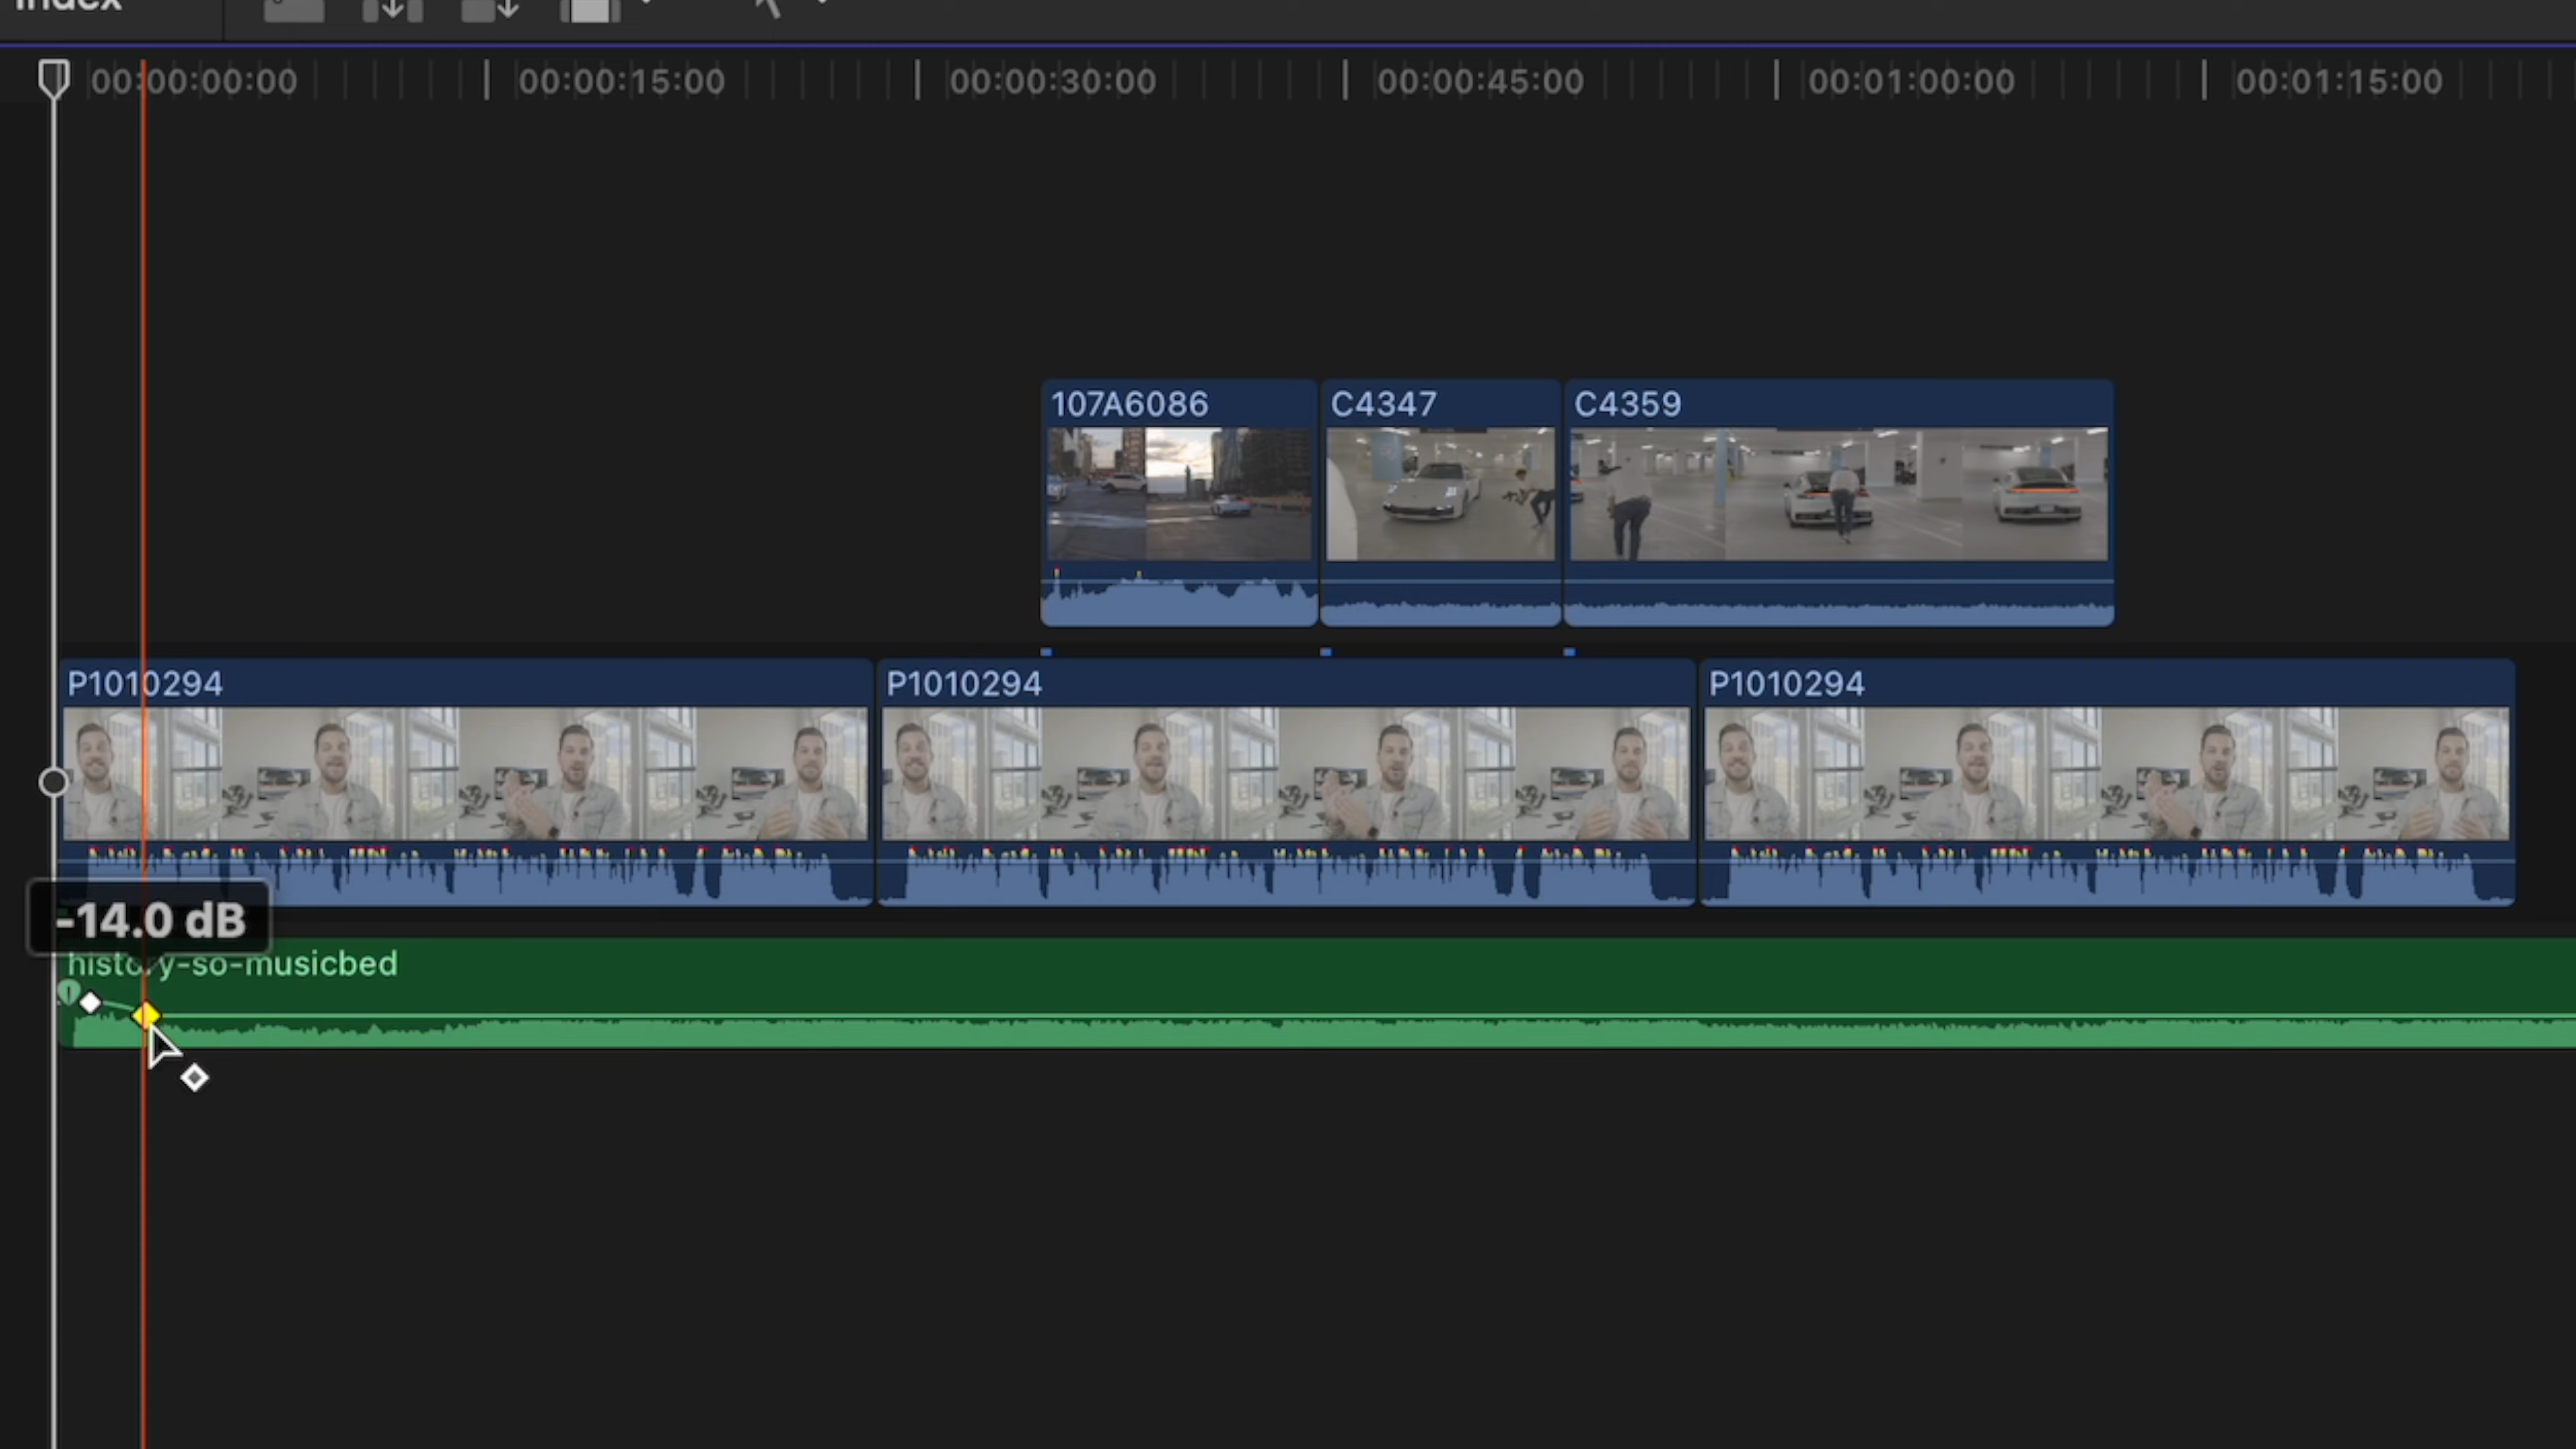 Index
00:00:00:00 00:00:15:00 00:00:30:00 00:00:45:00 00:01:00:00 00:01:15:00
107A6086 C4347 C4359
P1010294 P1010294 P1010294
-14.0 dB
history-so-musicbed